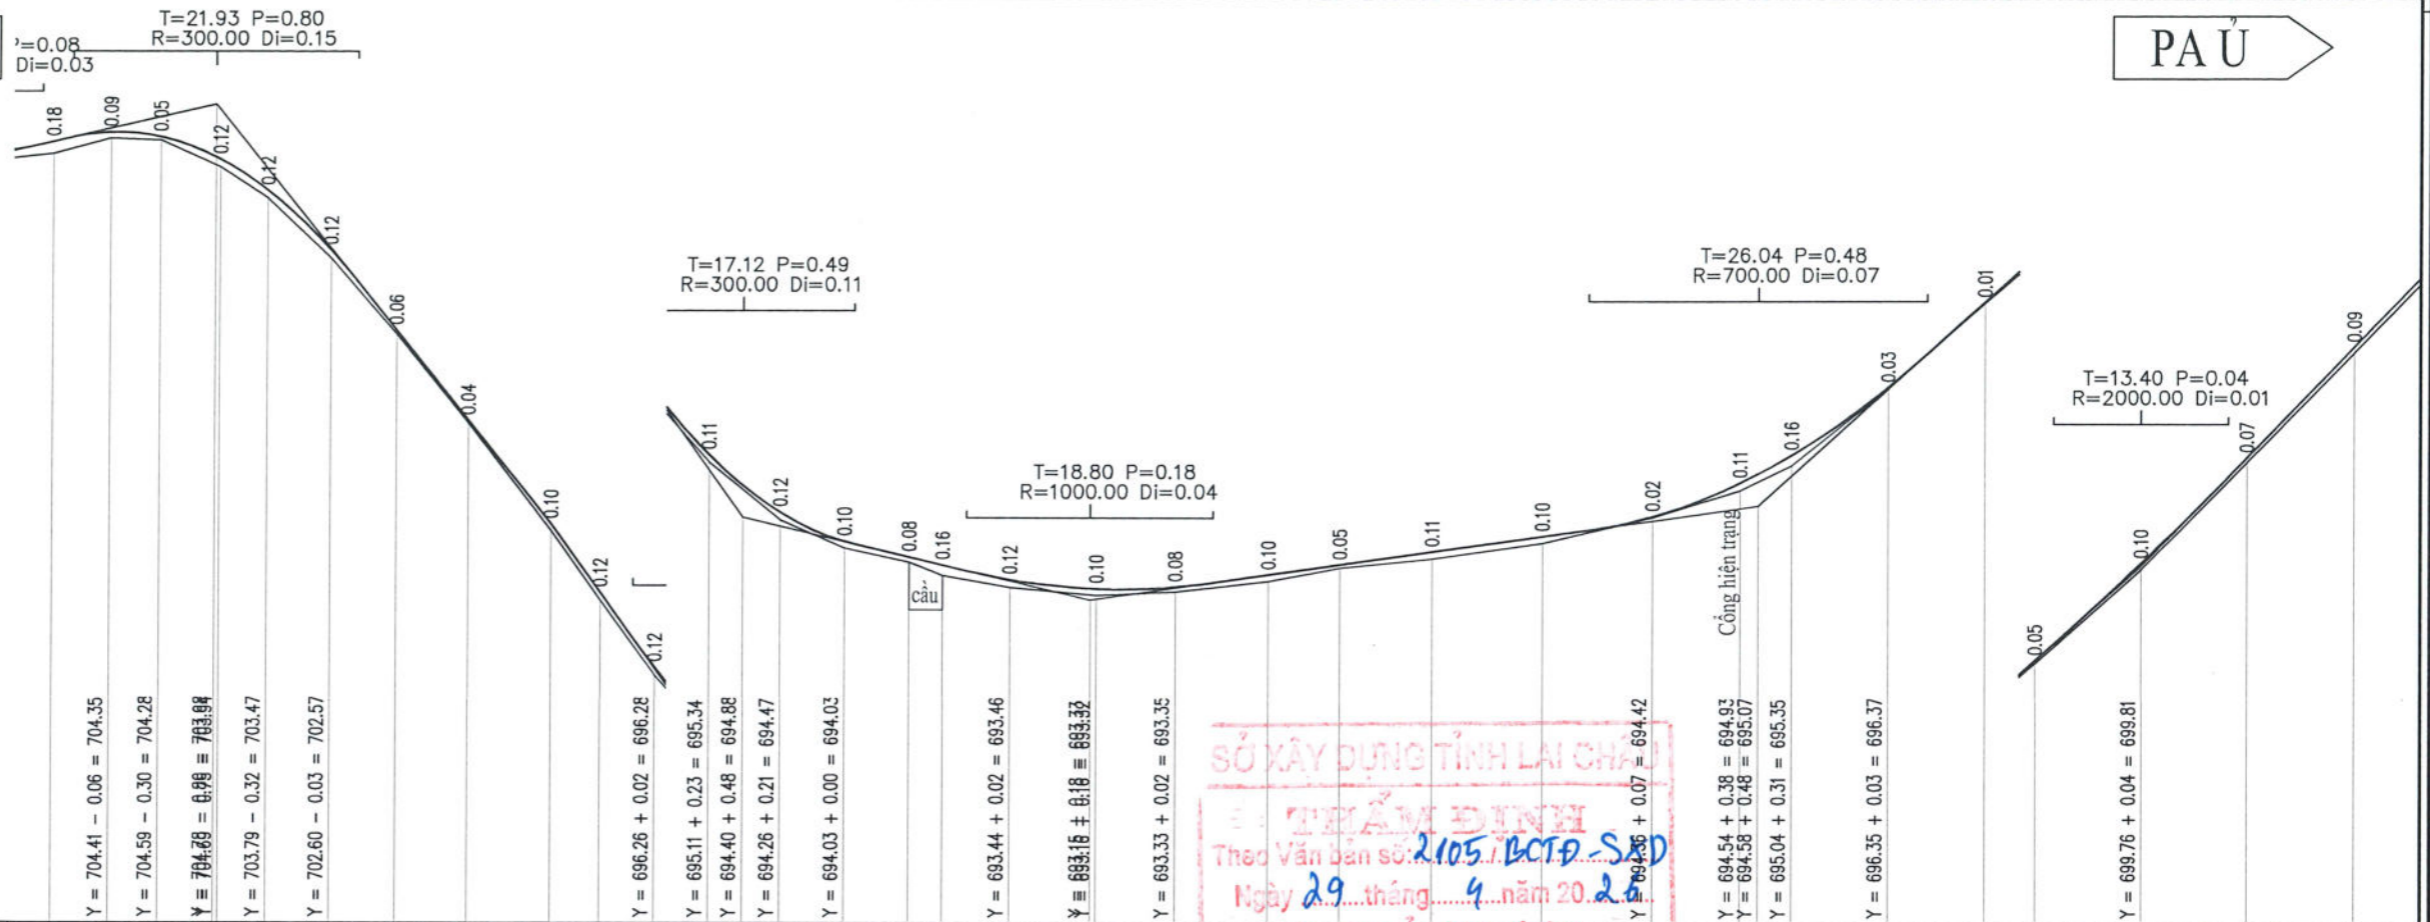 T=21.93 P=0.80
R=300.00 Di=0.15
=0.08
Di=0.03
PA Ủ
0.18
0.09
0.05
0.12
0.12
0.12
0.06
0.04
0.10
0.12
0.12
T=17.12 P=0.49
R=300.00 Di=0.11
0.11
0.12
0.10
0.08
0.16
cầu
0.12
0.10
0.08
T=18.80 P=0.18
R=1000.00 Di=0.04
0.10
0.05
0.11
0.10
0.02
0.11
0.16
0.03
0.01
T=26.04 P=0.48
R=700.00 Di=0.07
Cống hiện trạng
T=13.40 P=0.04
R=2000.00 Di=0.01
0.05
0.10
0.07
0.09
Y = 704.41 - 0.06 = 704.35
Y = 704.59 - 0.30 = 704.28
Y = 703.79 - 0.32 = 703.47
Y = 702.60 - 0.03 = 702.57
Y = 696.26 + 0.02 = 696.28
Y = 695.11 + 0.23 = 695.34
Y = 694.40 + 0.48 = 694.88
Y = 694.26 + 0.21 = 694.47
Y = 694.03 + 0.00 = 694.03
Y = 693.44 + 0.02 = 693.46
Y = 693.33 + 0.02 = 693.35
+ 0.07 = 694.42
Y = 694.54 + 0.38 = 694.93
Y = 694.58 + 0.48 = 695.07
Y = 695.04 + 0.31 = 695.35
Y = 696.35 + 0.03 = 696.37
Y = 699.76 + 0.04 = 699.81
SỞ XÂY DỰNG TỈNH LAI CHÂU
THẨM ĐỊNH
Theo Văn bản số: 2105/BCTĐ-SXD
Ngày 29 tháng 4 năm 2026